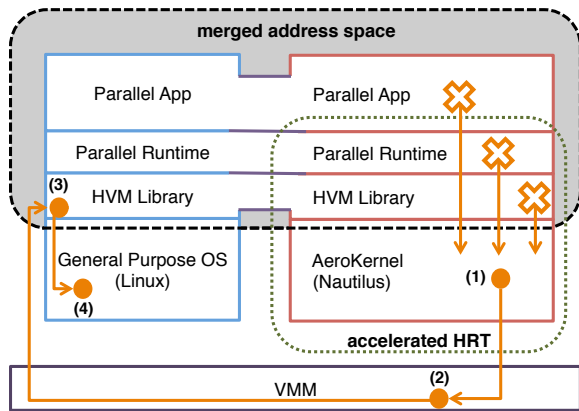 merged address space
Parallel App
Parallel App
Parallel Runtime
Parallel Runtime
(3)
HVM Library
HVM Library
General Purpose OS
(Linux)
(4)
AeroKernel
(Nautilus)
(1)
accelerated HRT
(2)
VMM